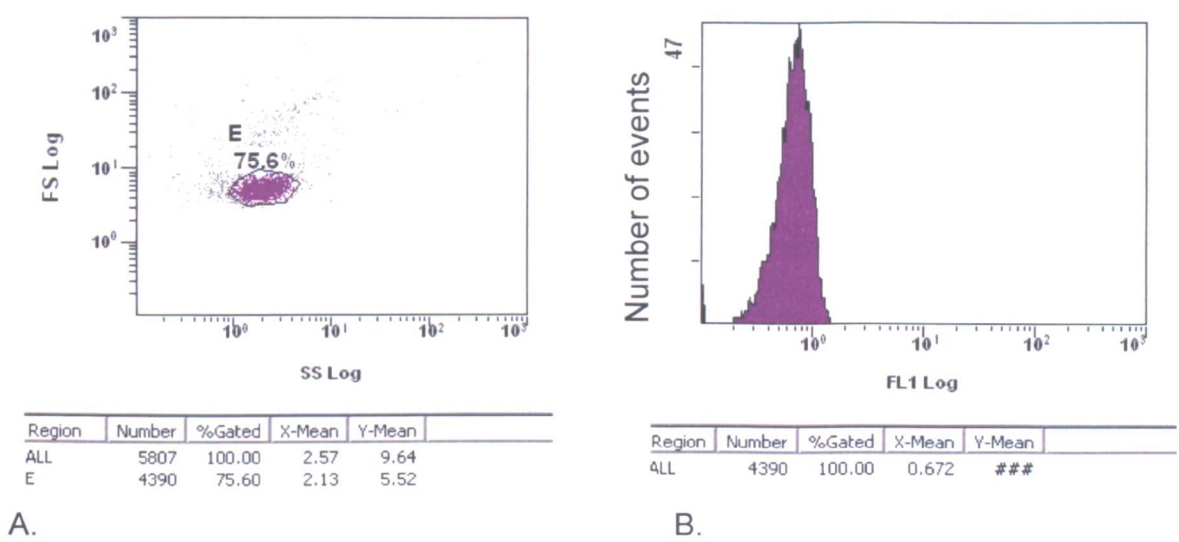 10³
10²
10¹
10⁰
FS Log
E
75,6%
10⁰ 10¹ 10² 10³
SS Log
Region Number %Gated X-Mean Y-Mean
ALL 5807 100.00 2.57 9.64
E 4390 75.60 2.13 5.52
A.
47
Number of events
10⁰ 10¹ 10² 10³
FL1 Log
Region Number %Gated X-Mean Y-Mean
ALL 4390 100.00 0.672 ###
B.